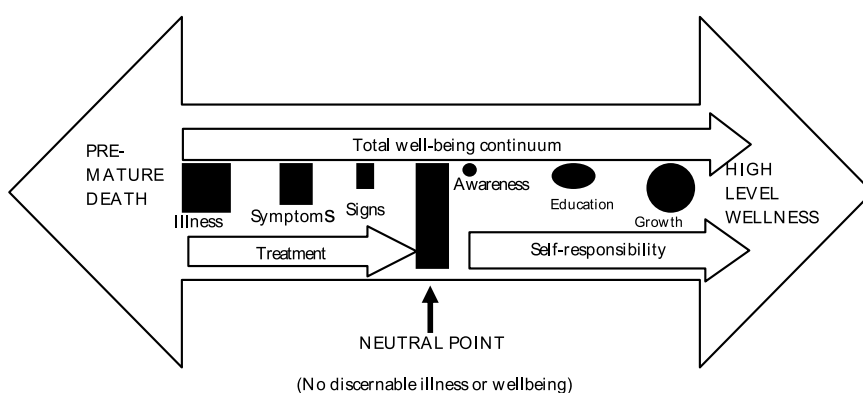 Total well-being continuum
PRE-
MATURE
DEATH
HIGH
LEVEL
WELLNESS
Illness
Symptoms
Signs
Awareness
Education
Growth
Treatment
Self-responsibility
NEUTRAL POINT
(No discernable illness or wellbeing)